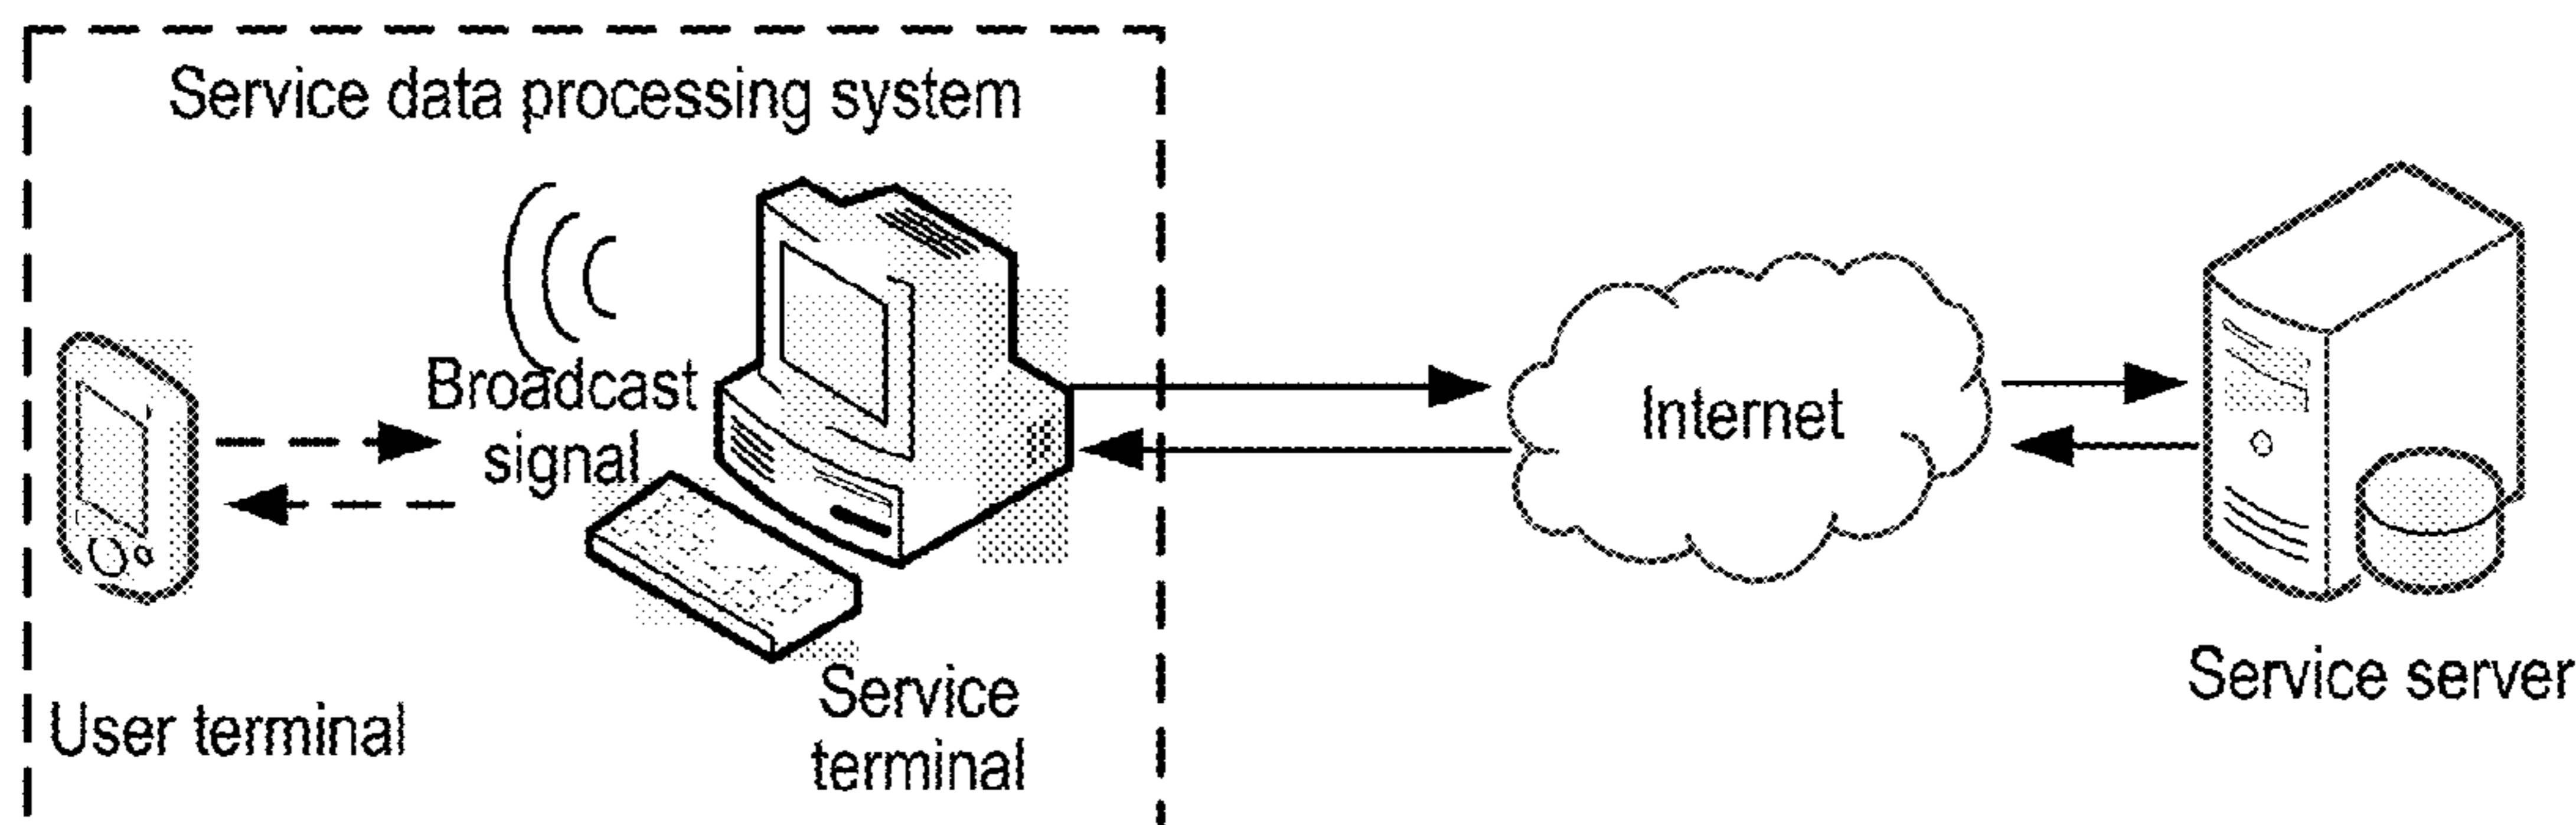 Service data processing system
Broadcast
signal
Internet
Service server
User terminal
Service
terminal